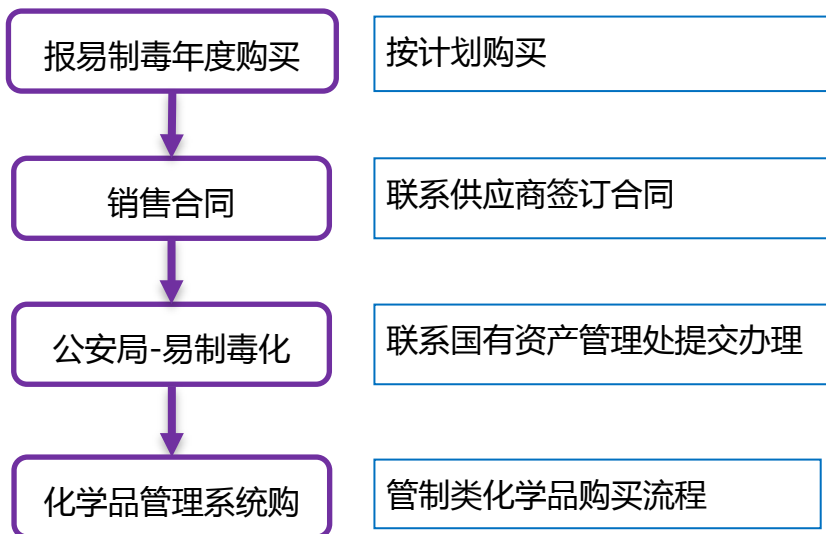 报易制毒年度购买
按计划购买
销售合同
联系供应商签订合同
公安局-易制毒化
联系国有资产管理处提交办理
化学品管理系统购
管制类化学品购买流程